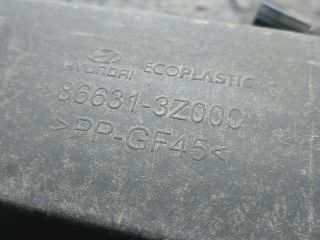 HYUNDAI ECOPLASTIC
86631-3Z000
>PP-GF45<